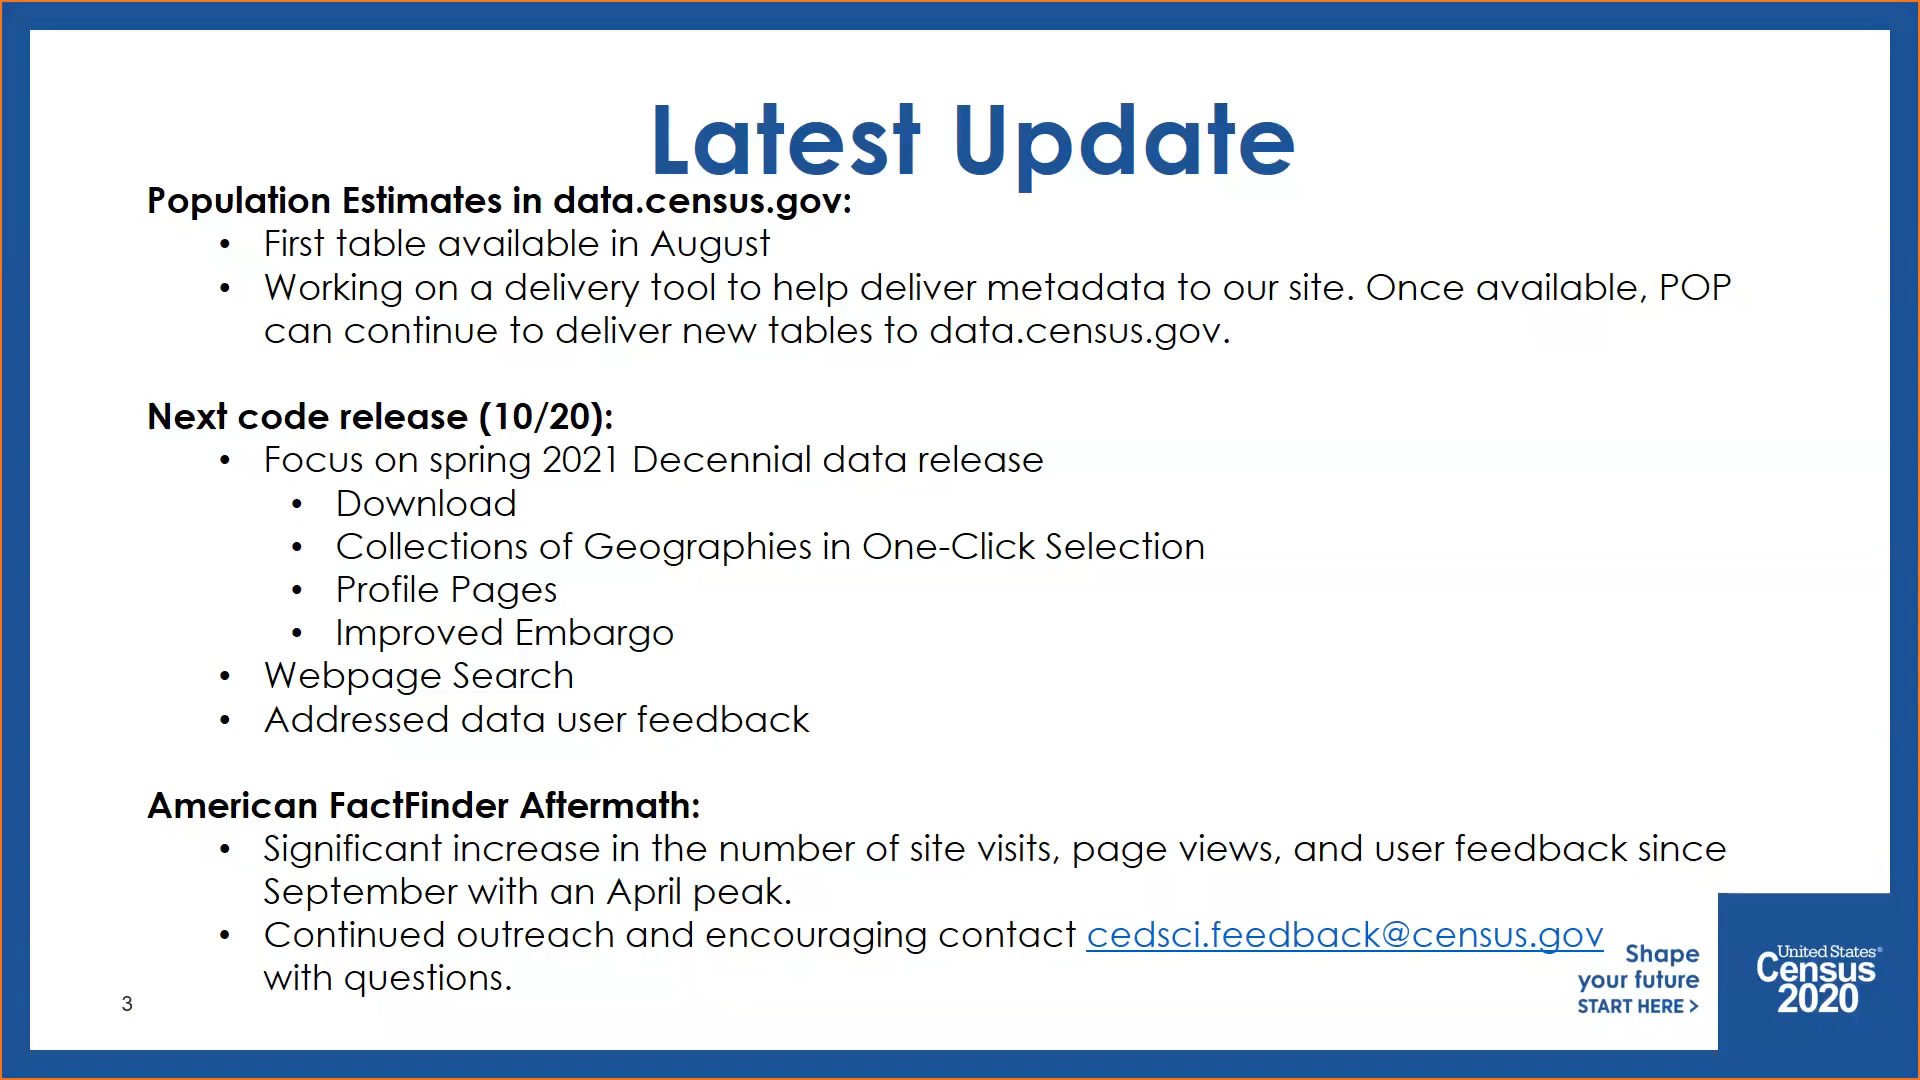 Latest Update
Population Estimates in data.census.gov:
• First table available in August
• Working on a delivery tool to help deliver metadata to our site. Once available, POP
can continue to deliver new tables to data.census.gov.
Next code release (10/20):
• Focus on spring 2021 Decennial data release
• Download
• Collections of Geographies in One-Click Selection
• Profile Pages
• Improved Embargo
• Webpage Search
• Addressed data user feedback
American FactFinder Aftermath:
• Significant increase in the number of site visits, page views, and user feedback since
September with an April peak.
• Continued outreach and encouraging contact cedsci.feedback@census.gov
with questions.
3
Shape
your future
START HERE >
United States®
Census
2020